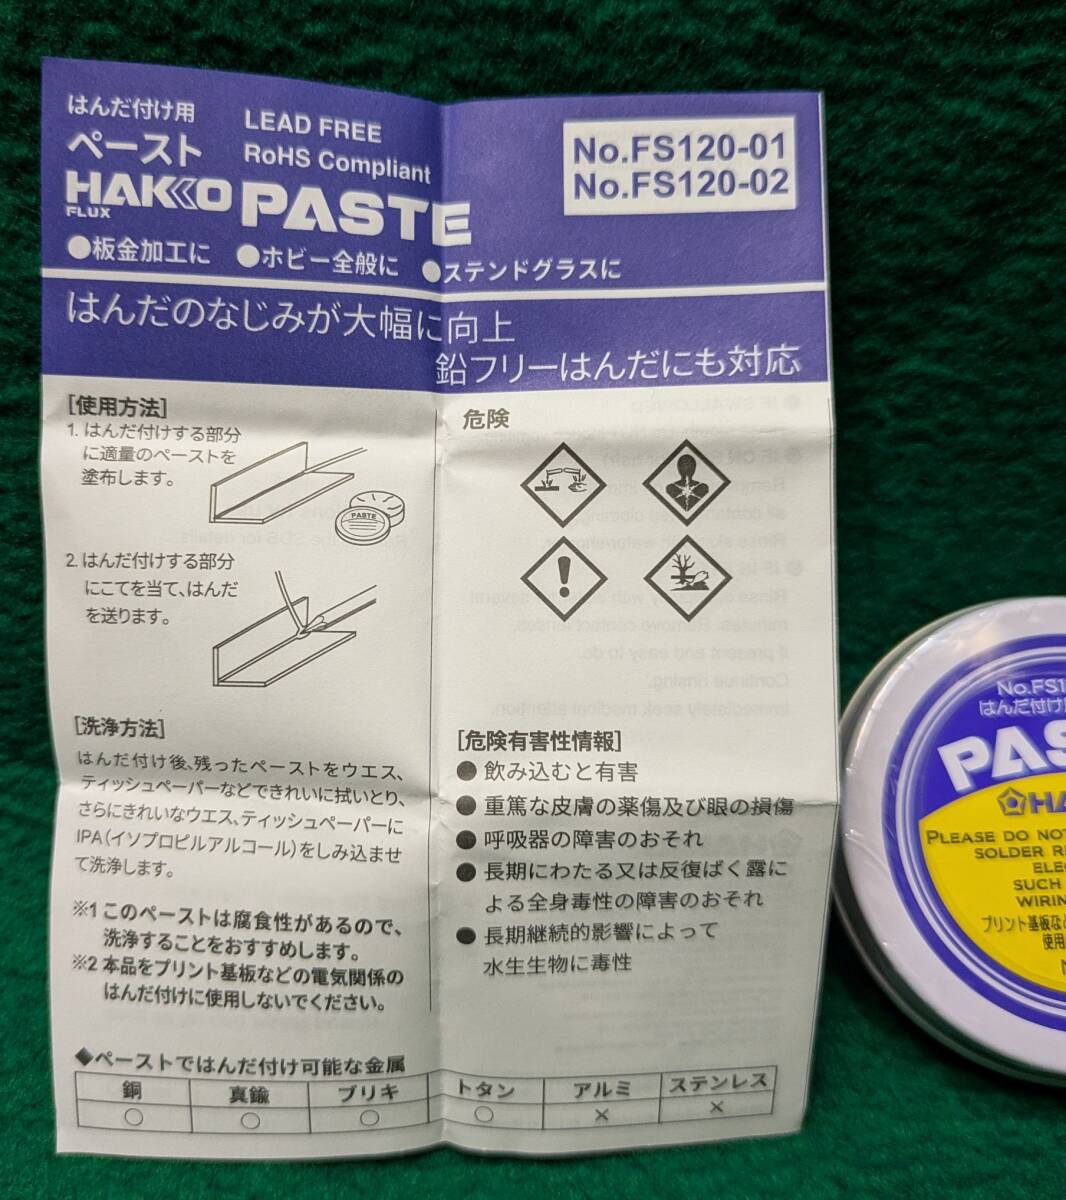 はんだ付け用
ペースト
LEAD FREE
RoHS Compliant
HAKKO PASTE
FLUX
No.FS120-01
No.FS120-02
●板金加工に ●ホビー全般に ●ステンドグラスに
はんだのなじみが大幅に向上
鉛フリーはんだにも対応
[使用方法]
1. はんだ付けする部分
に適量のペーストを
塗布します。
PASTE
2. はんだ付けする部分
にこてを当て、はんだ
を送ります。
[洗浄方法]
はんだ付け後、残ったペーストをウエス、
ティッシュペーパーなどできれいに拭いとり、
さらにきれいなウエス、ティッシュペーパーに
IPA(イソプロピルアルコール)をしみ込ませ
て洗浄します。
※1 このペーストは腐食性があるので、
洗浄することをおすすめします。
※2 本品をプリント基板などの電気関係の
はんだ付けに使用しないでください。
危険
[危険有害性情報]
● 飲み込むと有害
● 重篤な皮膚の薬傷及び眼の損傷
● 呼吸器の障害のおそれ
● 長期にわたる又は反復ばく露に
よる全身毒性の障害のおそれ
● 長期継続的影響によって
水生生物に毒性
◆ペーストではんだ付け可能な金属
銅 真鍮 ブリキ トタン アルミ ステンレス
○ ○ ○ ○ × ×
No.FS1
はんだ付け
PAS
HA
PLEASE DO NOT
SOLDER
SUCH
プリント基板な
使用